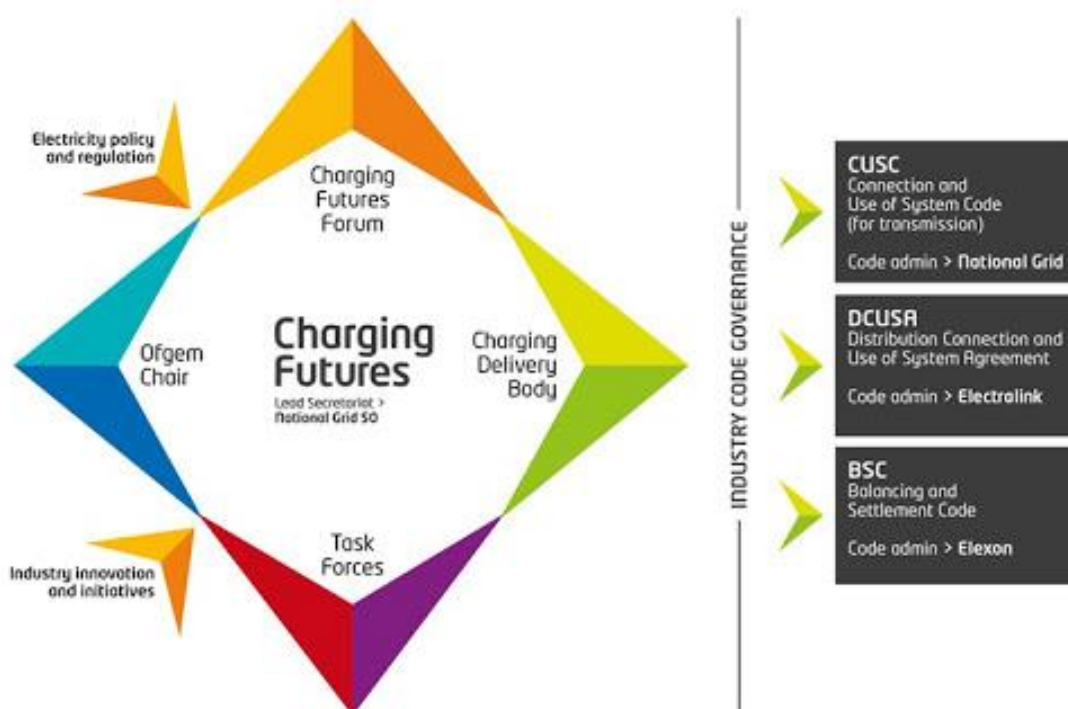 Electricity policy
and regulation
Charging
Futures
Forum
Ofgem
Chair
Charging
Futures
Lead Secretariat >
National Grid SO
Charging
Delivery
Body
Task
Forces
Industry innovation
and initiatives
INDUSTRY CODE GOVERNANCE
CUSC
Connection and
Use of System Code
(for transmission)
Code admin > National Grid
DCUSA
Distribution Connection and
Use of System Agreement
Code admin > Electralink
BSC
Balancing and
Settlement Code
Code admin > Elexon